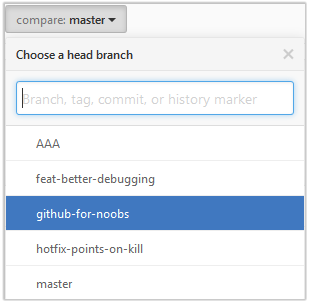 compare: master
Choose a head branch
Branch, tag, commit, or history marker
AAA
feat-better-debugging
github-for-noobs
hotfix-points-on-kill
master